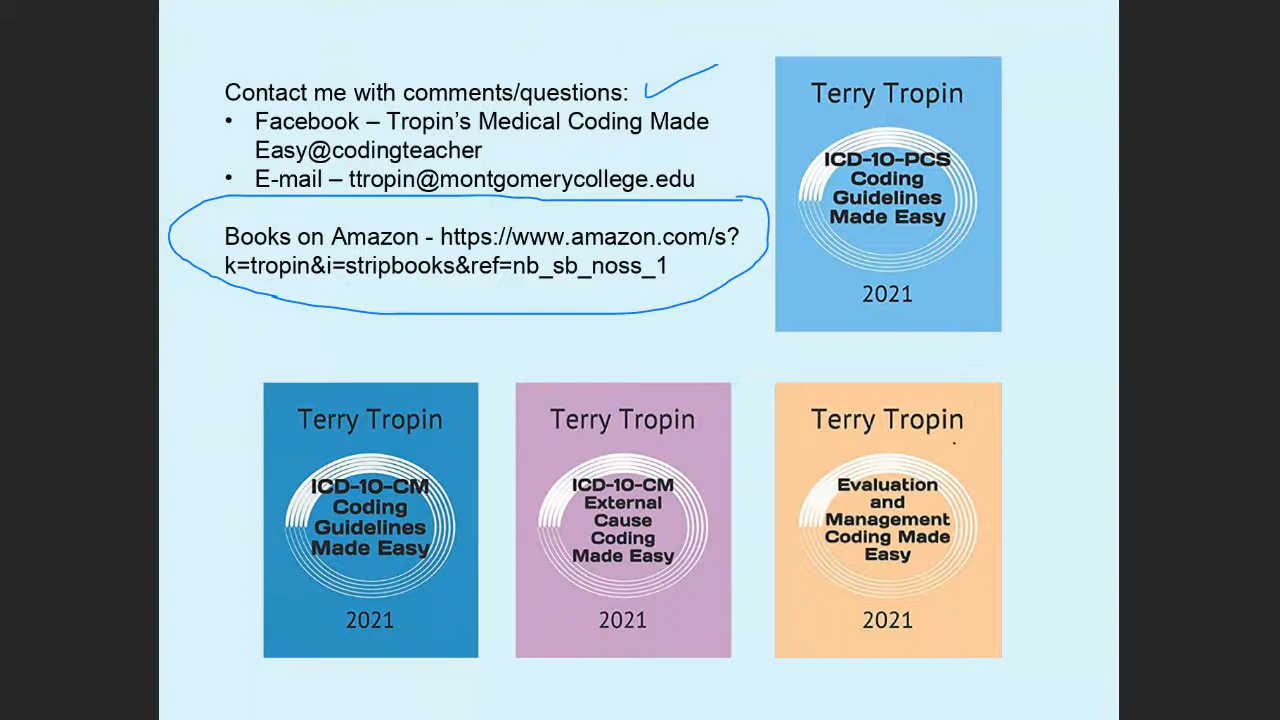 Contact me with comments/questions:
• Facebook – Tropin's Medical Coding Made
Easy@codingteacher
• E-mail – ttropin@montgomerycollege.edu
Books on Amazon - https://www.amazon.com/s?
k=tropin&i=stripbooks&ref=nb_sb_noss_1
Terry Tropin
ICD-10-PCS
Coding
Guidelines
Made Easy
2021
Terry Tropin
ICD-10-CM
Coding
Guidelines
Made Easy
2021
Terry Tropin
ICD-10-CM
External
Cause
Coding
Made Easy
2021
Terry Tropin
Evaluation
and
Management
Coding Made
Easy
2021